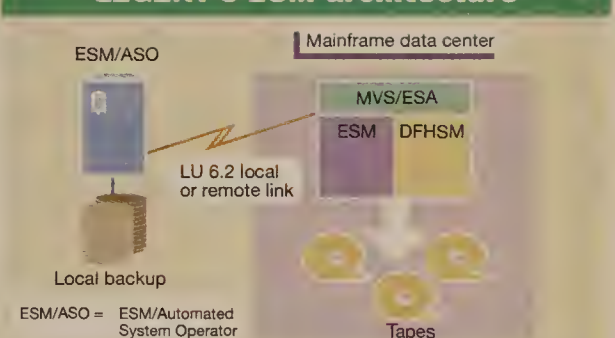 ESM/ASO
Mainframe data center
MVS/ESA
ESM DFHSM
LU 6.2 local
or remote link
Local backup
ESM/ASO = ESM/Automated
System Operator
Tapes